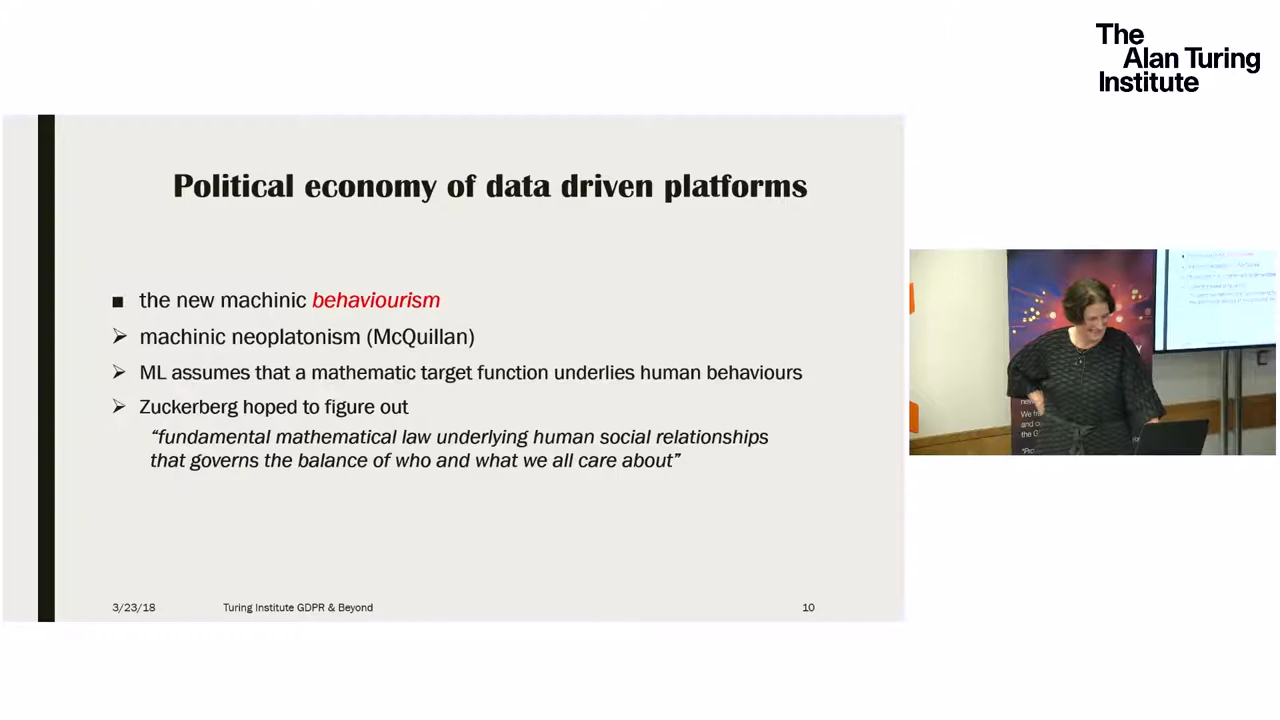 The
Alan Turing
Institute
Political economy of data driven platforms
■ the new machinic behaviourism
➢ machinic neoplatonism (McQuillan)
➢ ML assumes that a mathematic target function underlies human behaviours
➢ Zuckerberg hoped to figure out
“fundamental mathematical law underlying human social relationships
that governs the balance of who and what we all care about”
3/23/18 Turing Institute GDPR & Beyond 10
We
and
the